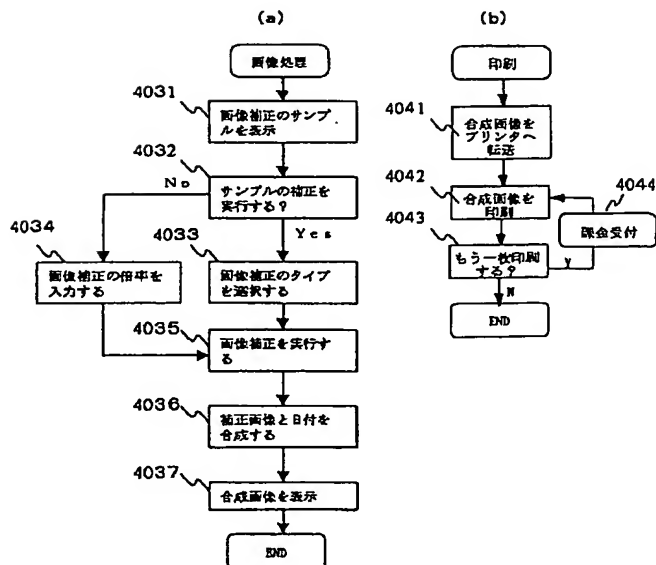 (a)
画像処理
4031
画像補正のサンプ
ルを表示
4032
サンプルの補正を
実行する?
No
Yes
4034
画像補正の倍率を
入力する
4033
画像補正のタイプ
を選択する
4035
画像補正を実行す
る
4036
補正画像と日付を
合成する
4037
合成画像を表示
END
(b)
印刷
4041
合成画像を
プリンタへ
転送
4042
合成画像を
印刷
4044
課金受付
4043
もう一枚印刷
する?
Y
N
END